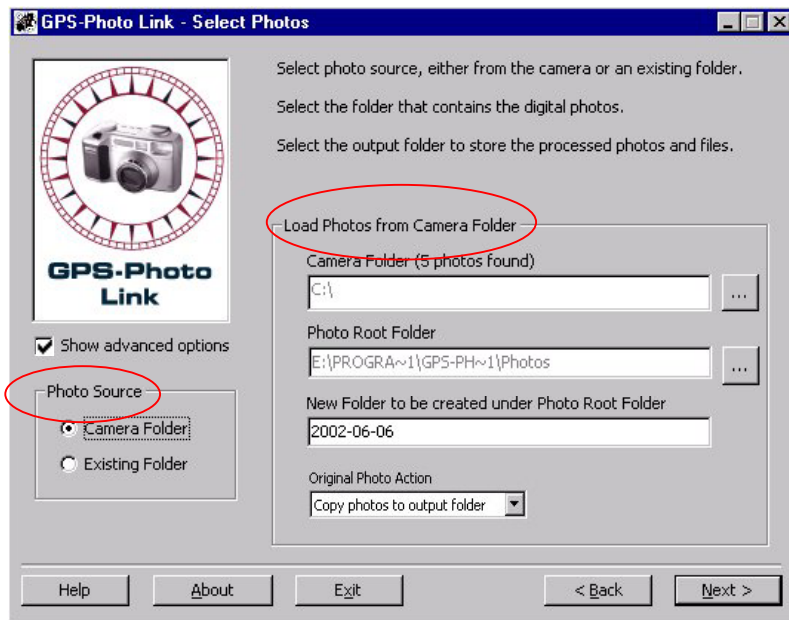 GPS-Photo Link - Select Photos
Select photo source, either from the camera or an existing folder.
Select the folder that contains the digital photos.
Select the output folder to store the processed photos and files.
GPS-Photo
Link
Show advanced options
Photo Source
Camera Folder
Existing Folder
Load Photos from Camera Folder
Camera Folder (5 photos found)
C:\
...
Photo Root Folder
E:\PROGRA~1\GPS-PH~1\Photos
...
New Folder to be created under Photo Root Folder
2002-06-06
Original Photo Action
Copy photos to output folder
Help
About
Exit
< Back
Next >